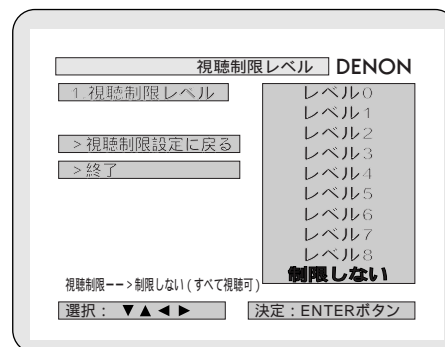 視聴制限レベル DENON
1.視聴制限レベル
>視聴制限設定に戻る
>終了
レベル0
レベル1
レベル2
レベル3
レベル4
レベル5
レベル6
レベル7
レベル8
制限しない
視聴制限ーー>制限しない(すべて視聴可)
選択： ▼▲◀▶ 決定：ENTERボタン